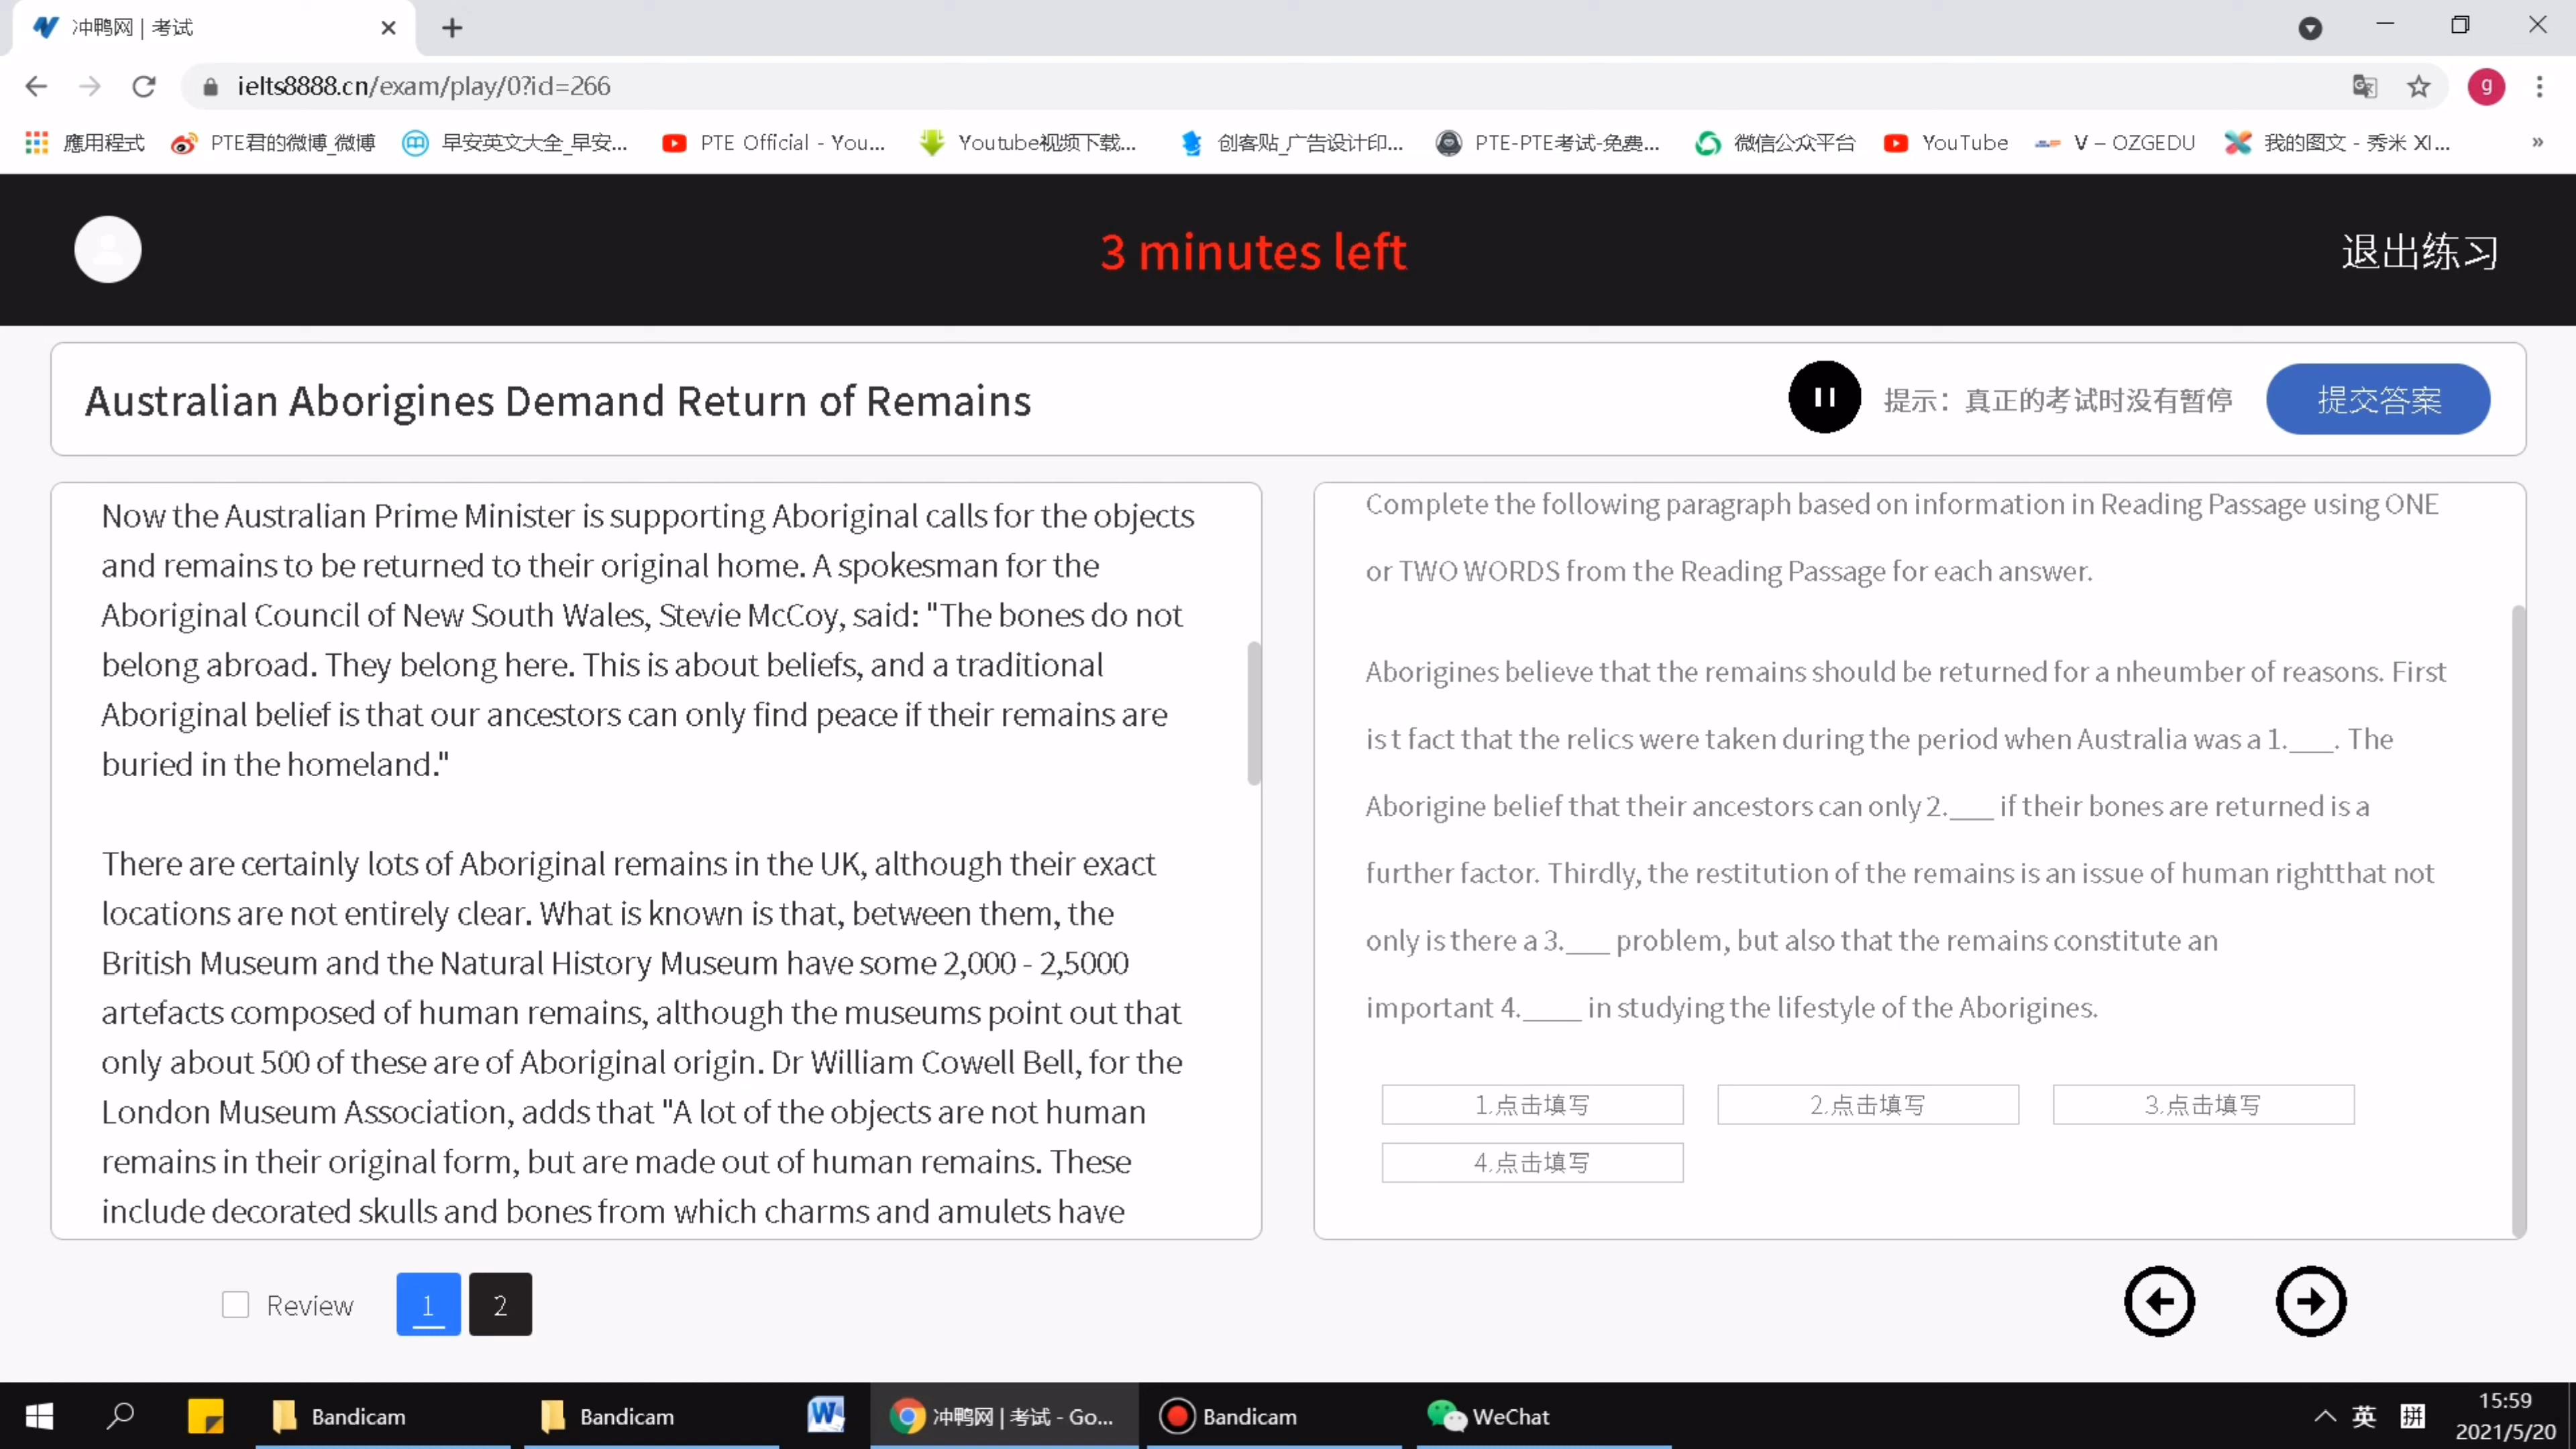 冲鸭网 | 考试
ielts8888.cn/exam/play/0?id=266
g
應用程式 PTE君的微博_微博 早安英文大全_早安... PTE Official - You... Youtube视频下载... 创客贴_广告设计印... PTE-PTE考试-免费... 微信公众平台 YouTube V – OZGEDU 我的图文 - 秀米 XI... »
3 minutes left
退出练习
Australian Aborigines Demand Return of Remains
提示：真正的考试时没有暂停
提交答案
Now the Australian Prime Minister is supporting Aboriginal calls for the objects
and remains to be returned to their original home. A spokesman for the
Aboriginal Council of New South Wales, Stevie McCoy, said: "The bones do not
belong abroad. They belong here. This is about beliefs, and a traditional
Aboriginal belief is that our ancestors can only find peace if their remains are
buried in the homeland."
There are certainly lots of Aboriginal remains in the UK, although their exact
locations are not entirely clear. What is known is that, between them, the
British Museum and the Natural History Museum have some 2,000 - 2,5000
artefacts composed of human remains, although the museums point out that
only about 500 of these are of Aboriginal origin. Dr William Cowell Bell, for the
London Museum Association, adds that "A lot of the objects are not human
remains in their original form, but are made out of human remains. These
include decorated skulls and bones from which charms and amulets have
Complete the following paragraph based on information in Reading Passage using ONE
or TWO WORDS from the Reading Passage for each answer.
Aborigines believe that the remains should be returned for a nheumber of reasons. First
is t fact that the relics were taken during the period when Australia was a 1.___. The
Aborigine belief that their ancestors can only 2.___ if their bones are returned is a
further factor. Thirdly, the restitution of the remains is an issue of human rightthat not
only is there a 3.___ problem, but also that the remains constitute an
important 4.____ in studying the lifestyle of the Aborigines.
1.点击填写 2.点击填写 3.点击填写
4.点击填写
Review 1 2
Bandicam Bandicam 冲鸭网 | 考试 - Go... Bandicam WeChat 英 拼 15:59
2021/5/20